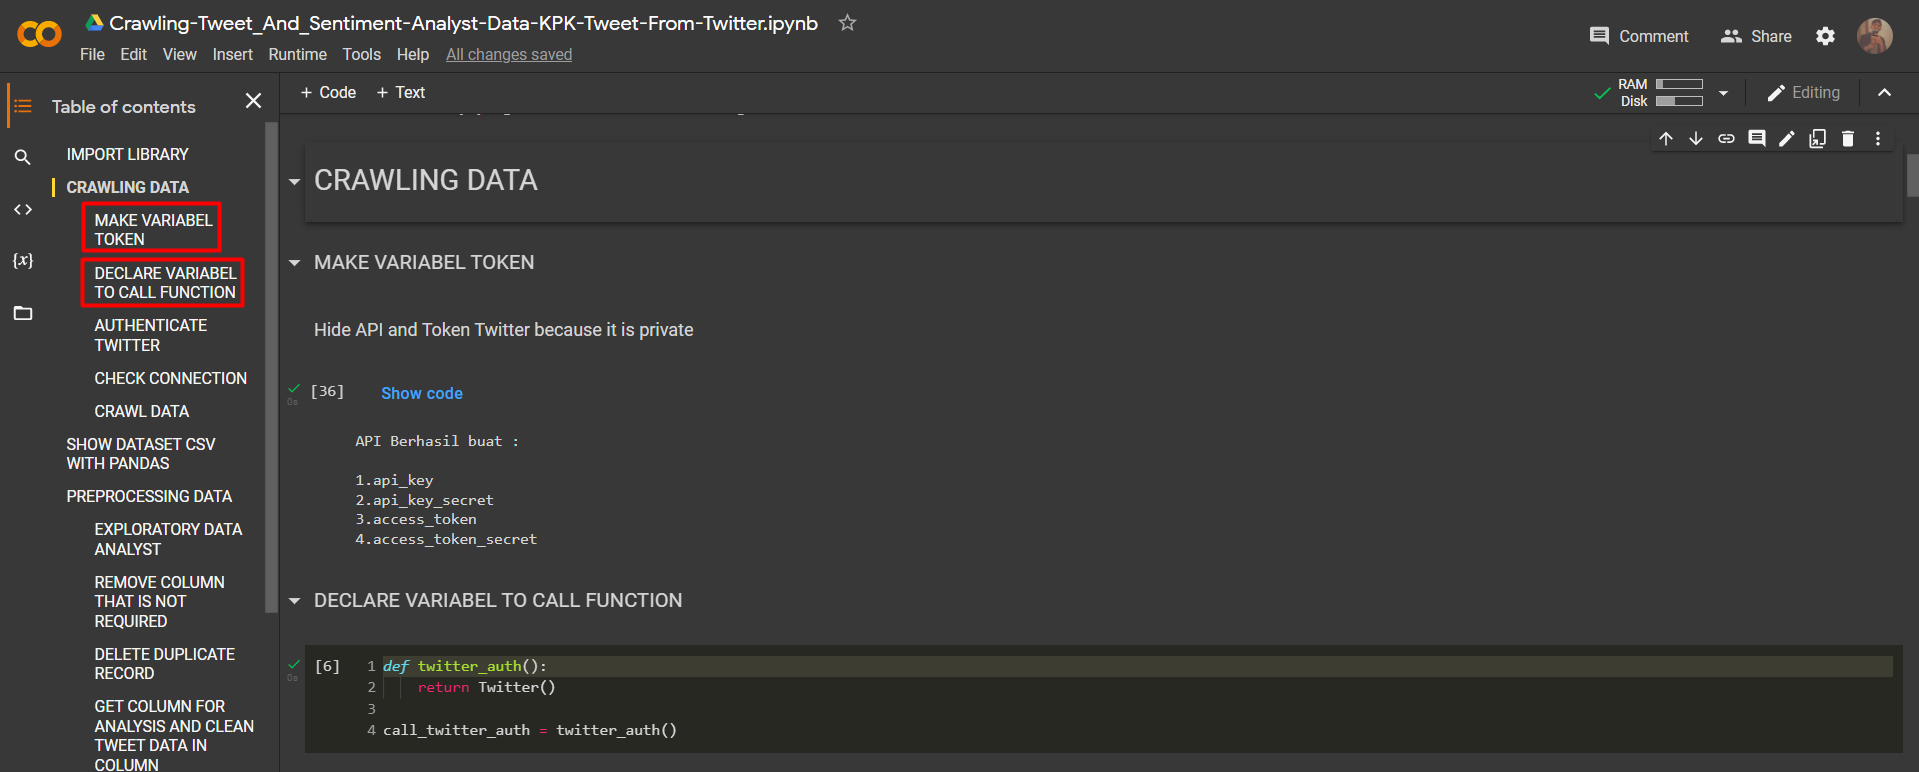 Crawling-Tweet_And_Sentiment-Analyst-Data-KPK-Tweet-From-Twitter.ipynb
File Edit View Insert Runtime Tools Help All changes saved
Comment Share
Table of contents
IMPORT LIBRARY
CRAWLING DATA
MAKE VARIABEL
TOKEN
DECLARE VARIABEL
TO CALL FUNCTION
AUTHENTICATE
TWITTER
CHECK CONNECTION
CRAWL DATA
SHOW DATASET CSV
WITH PANDAS
PREPROCESSING DATA
EXPLORATORY DATA
ANALYST
REMOVE COLUMN
THAT IS NOT
REQUIRED
DELETE DUPLICATE
RECORD
GET COLUMN FOR
ANALYSIS AND CLEAN
TWEET DATA IN
COLUMN
+ Code + Text
RAM
Disk
Editing
CRAWLING DATA
MAKE VARIABEL TOKEN
Hide API and Token Twitter because it is private
[36] Show code
0s
API Berhasil buat :
1.api_key
2.api_key_secret
3.access_token
4.access_token_secret
DECLARE VARIABEL TO CALL FUNCTION
[6] 1 def twitter_auth():
0s
2 return Twitter()
3
4 call_twitter_auth = twitter_auth()